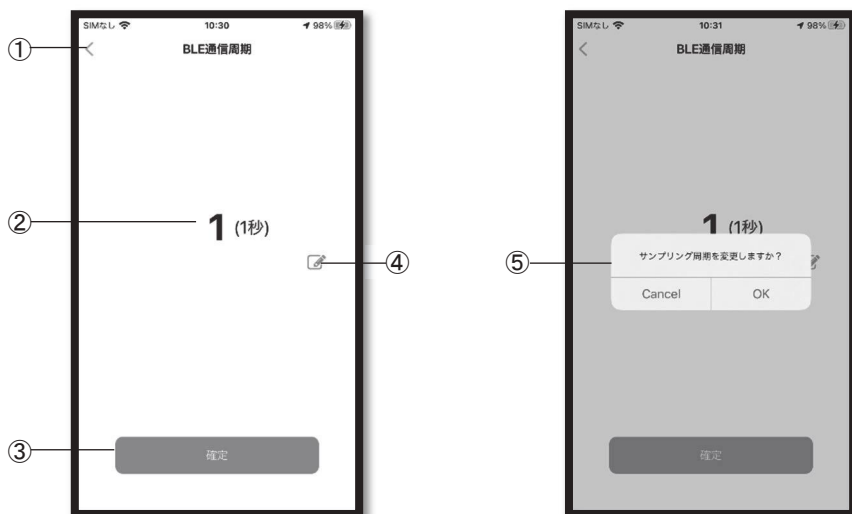 SIMなし 10:30 98%
① BLE通信周期
② 1 (1秒)
④
③ 確定
SIMなし 10:31 98%
BLE通信周期
1 (1秒)
⑤ サンプリング周期を変更しますか？
Cancel OK
確定